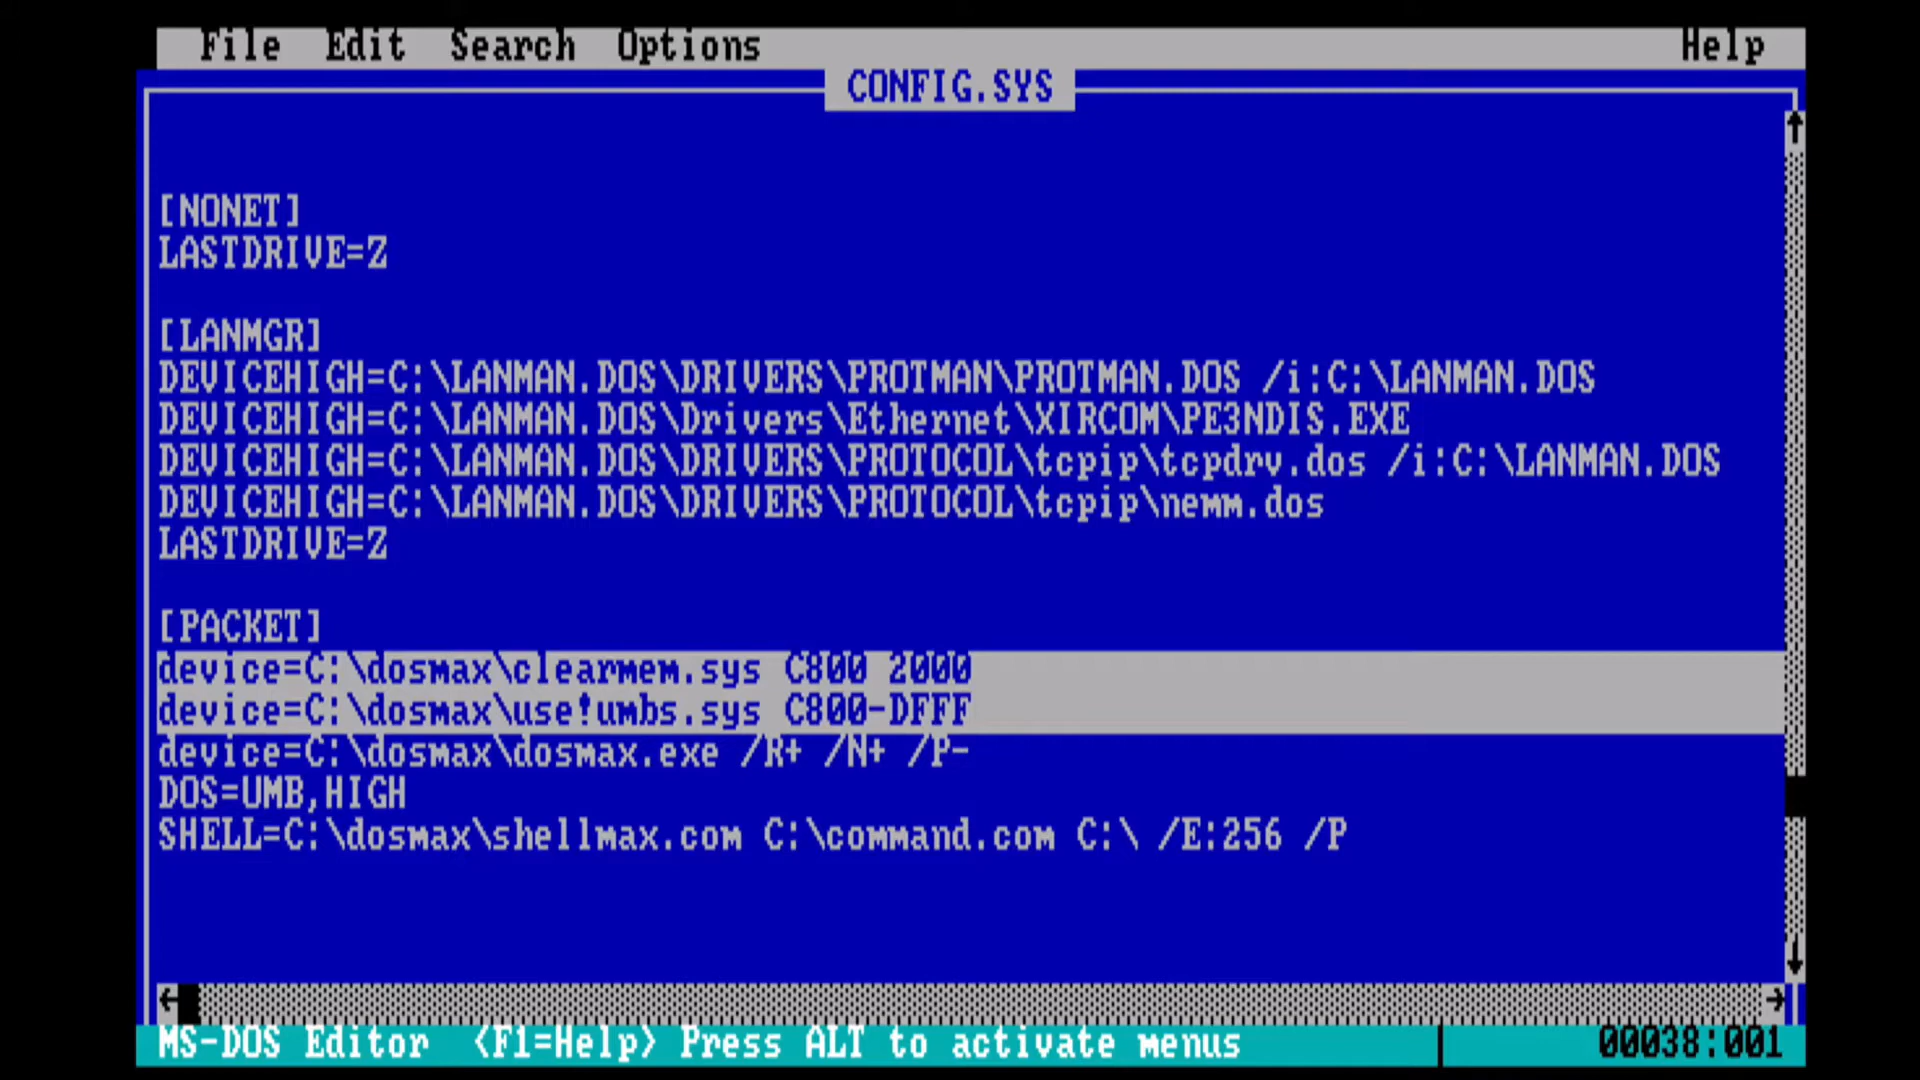 File Edit Search Options Help
CONFIG.SYS
[NONET]
LASTDRIVE=Z
[LANMGR]
DEVICEHIGH=C:\LANMAN.DOS\DRIVERS\PROTMAN\PROTMAN.DOS /i:C:\LANMAN.DOS
DEVICEHIGH=C:\LANMAN.DOS\Drivers\Ethernet\XIRCOM\PE3NDIS.EXE
DEVICEHIGH=C:\LANMAN.DOS\DRIVERS\PROTOCOL\tcpip\tcpdrv.dos /i:C:\LANMAN.DOS
DEVICEHIGH=C:\LANMAN.DOS\DRIVERS\PROTOCOL\tcpip\nemm.dos
LASTDRIVE=Z
[PACKET]
device=C:\dosmax\clearmem.sys C800 2000
device=C:\dosmax\use!umbs.sys C800-DFFF
device=C:\dosmax\dosmax.exe /R+ /N+ /P-
DOS=UMB,HIGH
SHELL=C:\dosmax\shellmax.com C:\command.com C:\ /E:256 /P
MS-DOS Editor <F1=Help> Press ALT to activate menus 00038:001